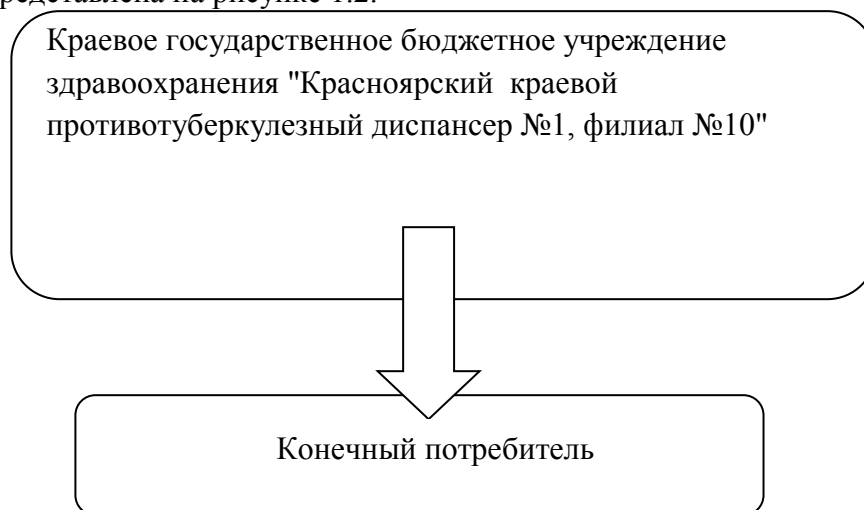 представлена на рисунке 1.2.
Краевое государственное бюджетное учреждение
здравоохранения "Красноярский краевой
противотуберкулезный диспансер №1, филиал №10"
Конечный потребитель